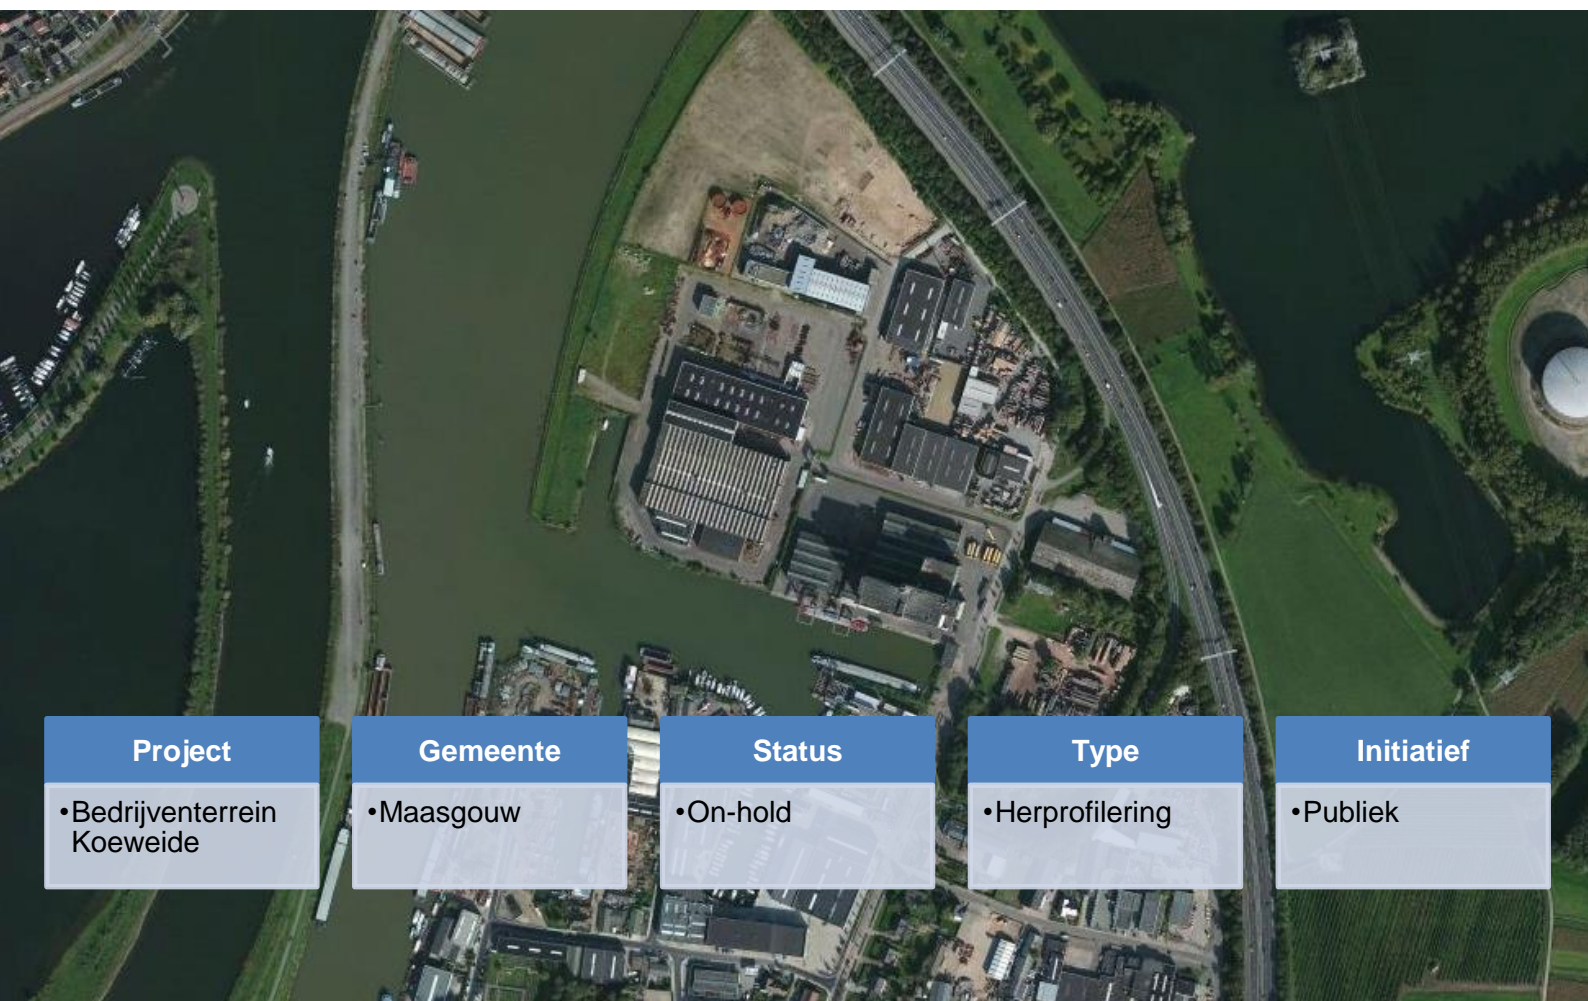 Project
•Bedrijventerrein
Koeweide
Gemeente
•Maasgouw
Status
•On-hold
Type
•Herprofilering
Initiatief
•Publiek